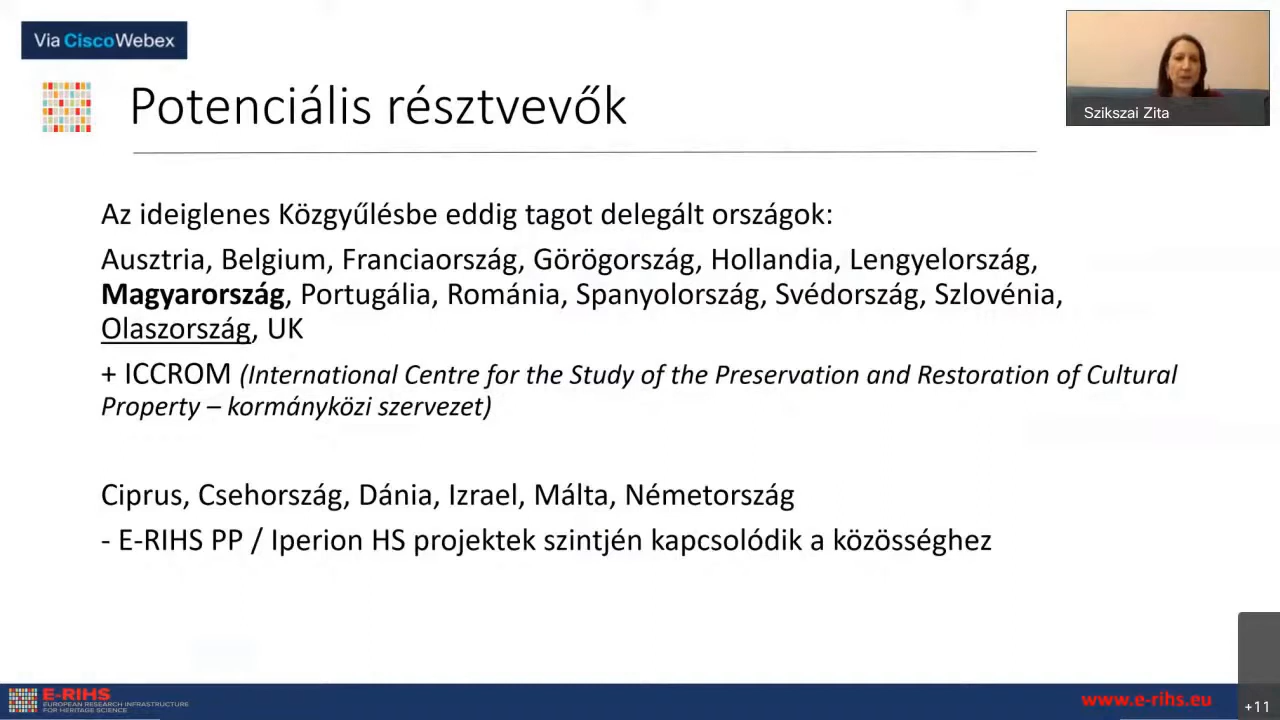 Via Cisco Webex
Szikszai Zita
Potenciális résztvevők
Az ideiglenes Közgyűlésbe eddig tagot delegált országok:
Ausztria, Belgium, Franciaország, Görögország, Hollandia, Lengyelország,
Magyarország, Portugália, Románia, Spanyolország, Svédország, Szlovénia,
Olaszország, UK
+ ICCROM (International Centre for the Study of the Preservation and Restoration of Cultural
Property – kormányközi szervezet)
Ciprus, Csehország, Dánia, Izrael, Málta, Németország
- E-RIHS PP / Iperion HS projektek szintjén kapcsolódik a közösséghez
E-RIHS
EUROPEAN RESEARCH INFRASTRUCTURE
FOR HERITAGE SCIENCE
www.e-rihs.eu
+11